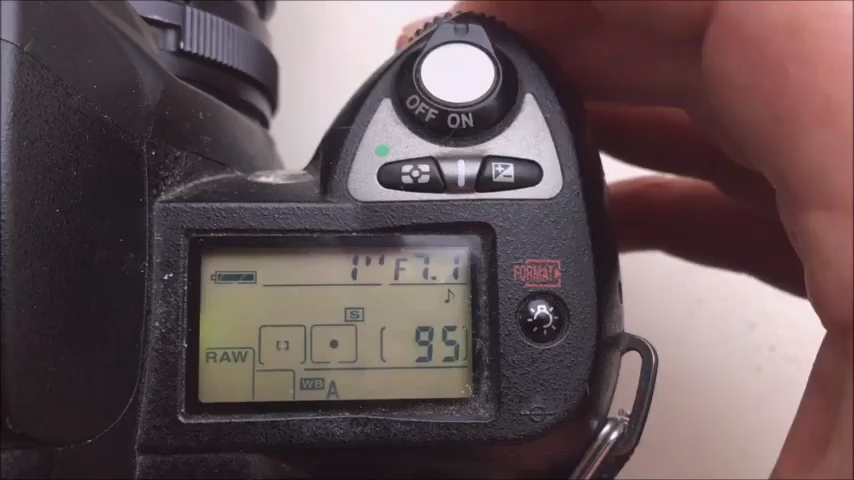 OFF ON
1" F7.1
FORMAT
S
[ 95]
RAW
WB A